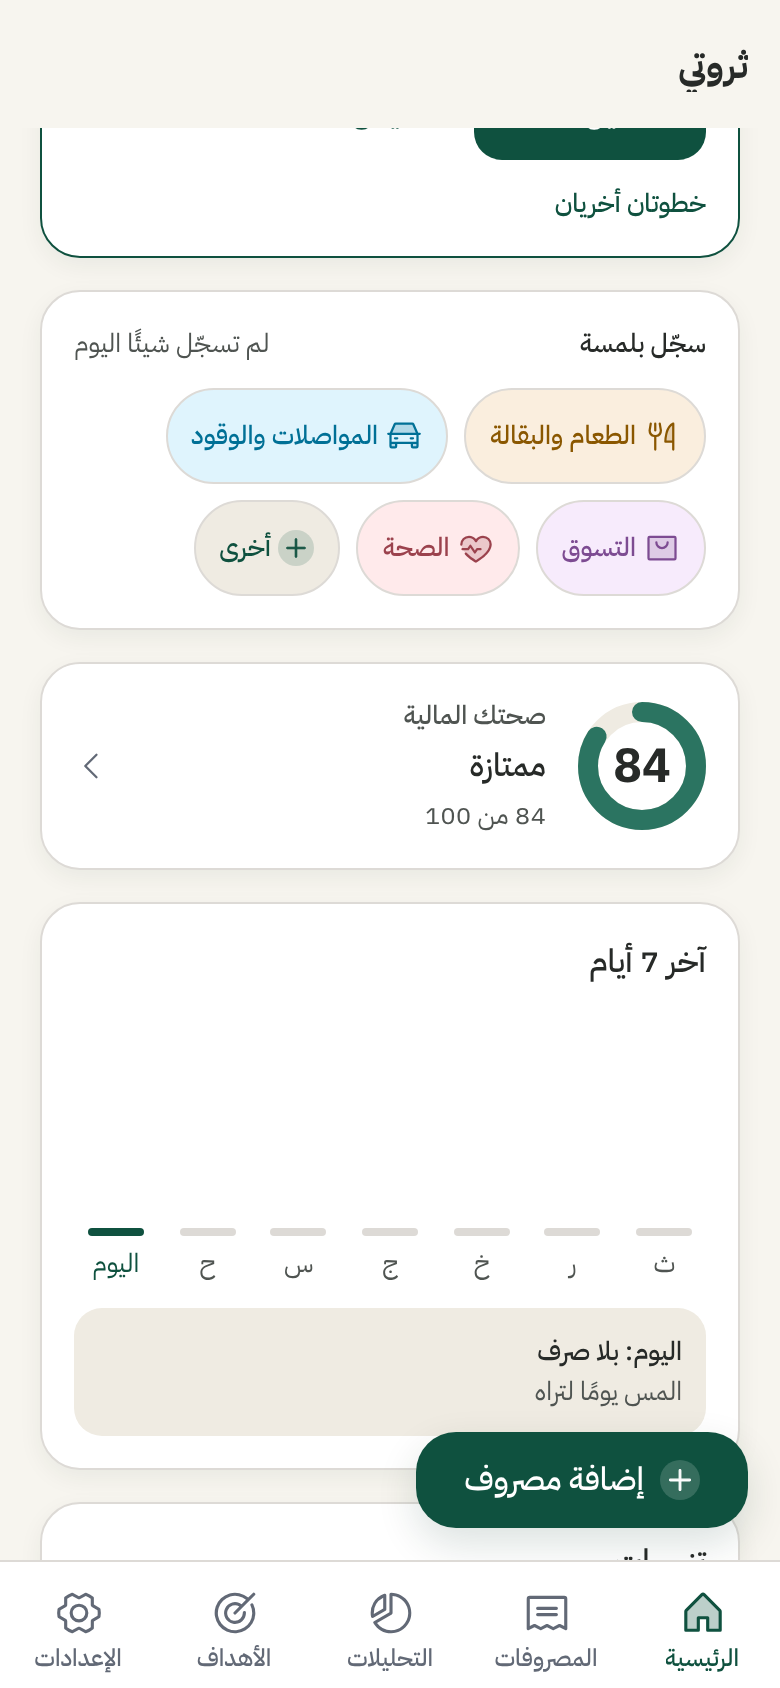 ثروتي
خطوتان أخريان
سجّل بلمسة
لم تسجّل شيئًا اليوم
الطعام والبقالة
المواصلات والوقود
التسوق
الصحة
أخرى
صحتك المالية
84
ممتازة
84 من 100
آخر 7 أيام
ث ر خ ج س ح اليوم
اليوم: بلا صرف
المس يومًا لتراه
إضافة مصروف
الرئيسية
المصروفات
التحليلات
الأهداف
الإعدادات